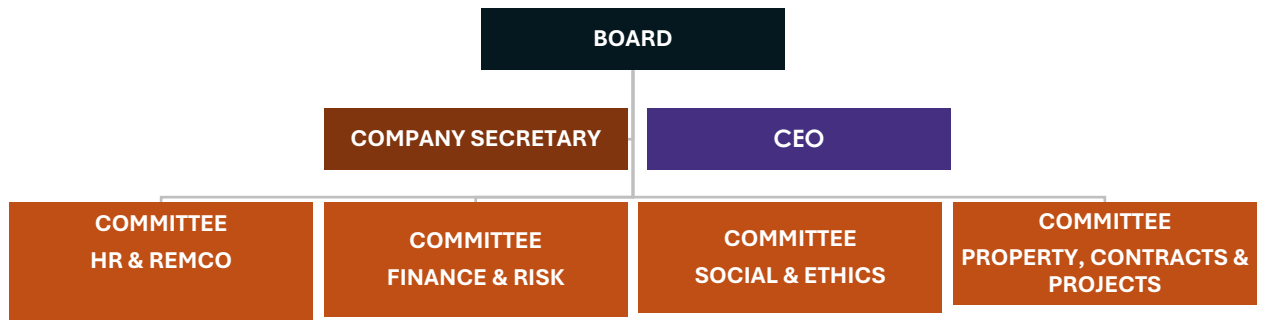 BOARD
COMPANY SECRETARY
CEO
COMMITTEE
HR & REMCO
COMMITTEE
FINANCE & RISK
COMMITTEE
SOCIAL & ETHICS
COMMITTEE
PROPERTY, CONTRACTS &
PROJECTS